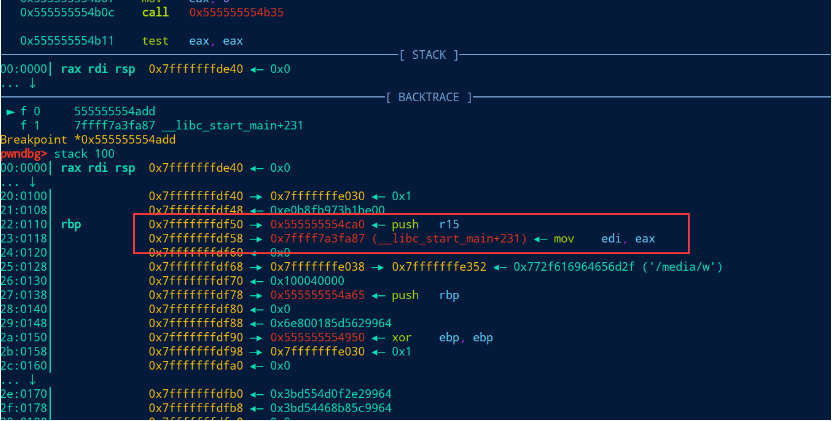 0x555555554b0c    call   0x555555554b35
0x555555554b11    test   eax, eax
[ STACK ]
00:0000│ rax rdi rsp  0x7fffffffde40 ◂— 0x0
... ↓
[ BACKTRACE ]
► f 0     555555554add
f 1     7ffff7a3fa87 __libc_start_main+231
Breakpoint *0x555555554add
pwndbg> stack 100
00:0000│ rax rdi rsp  0x7fffffffde40 ◂— 0x0
... ↓
20:0100│              0x7fffffffdf40 —▸ 0x7fffffffe030 ◂— 0x1
21:0108│              0x7fffffffdf48 ◂— 0xe0b8fb973b1be00
22:0110│ rbp          0x7fffffffdf50 —▸ 0x555555554ca0 ◂— push   r15
23:0118│              0x7fffffffdf58 —▸ 0x7ffff7a3fa87 (__libc_start_main+231) ◂— mov    edi, eax
24:0120│              0x7fffffffdf60 ◂— 0x0
25:0128│              0x7fffffffdf68 —▸ 0x7fffffffe038 —▸ 0x7fffffffe352 ◂— 0x772f616964656d2f ('/media/w')
26:0130│              0x7fffffffdf70 ◂— 0x100040000
27:0138│              0x7fffffffdf78 —▸ 0x555555554a65 ◂— push   rbp
28:0140│              0x7fffffffdf80 ◂— 0x0
29:0148│              0x7fffffffdf88 ◂— 0x6e800185d5629964
2a:0150│              0x7fffffffdf90 —▸ 0x555555554950 ◂— xor    ebp, ebp
2b:0158│              0x7fffffffdf98 —▸ 0x7fffffffe030 ◂— 0x1
2c:0160│              0x7fffffffdfa0 ◂— 0x0
... ↓
2e:0170│              0x7fffffffdfb0 ◂— 0x3bd554d0f2e29964
2f:0178│              0x7fffffffdfb8 ◂— 0x3bd54468b85c9964